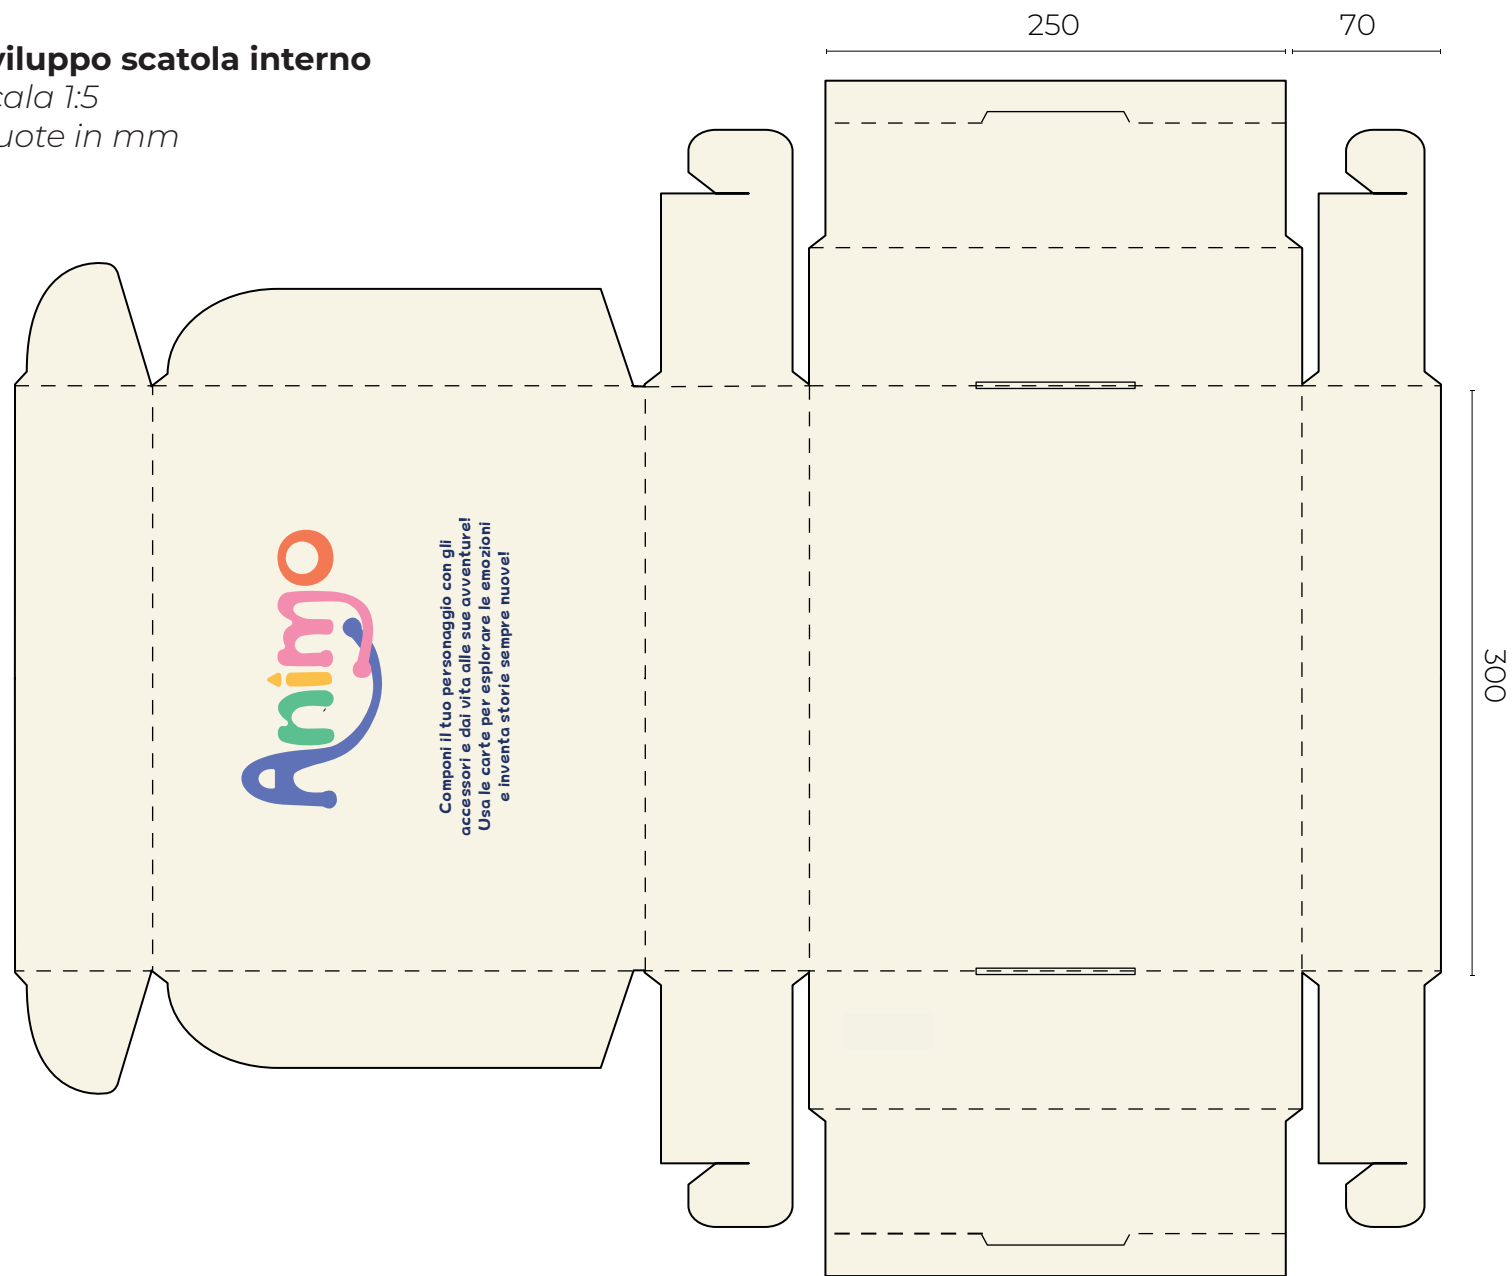 viluppo scatola interno
cala 1:5
uote in mm
250
70
300
Animo
Componi il tuo personaggio con gli
accessori e dai vita alle sue avventure!
Usa le carte per esplorare le emozioni
e inventa storie sempre nuove!